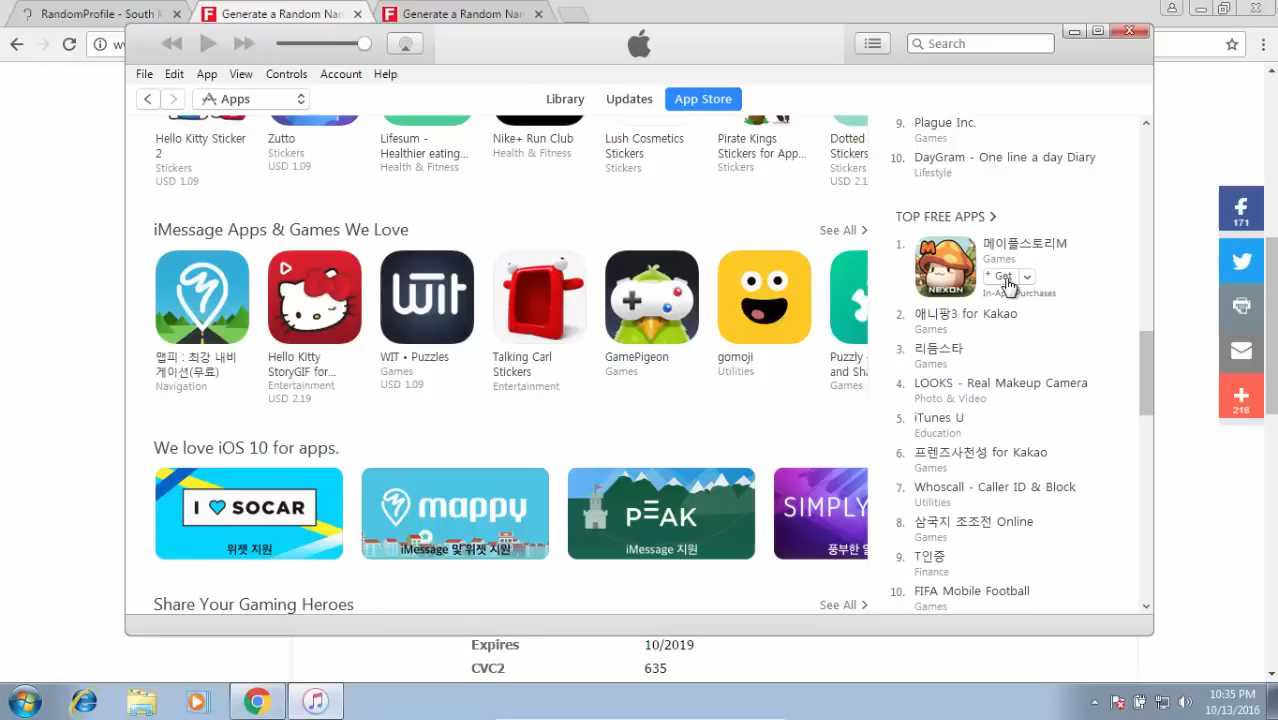 RandomProfile - South K
Generate a Random Nam
Generate a Random Nam
w
Search
File Edit App View Controls Account Help
Apps
Library Updates App Store
Hello Kitty Sticker 2
Stickers
USD 1.09
Zutto
Stickers
USD 1.09
Lifesum - Healthier eating...
Health & Fitness
Nike+ Run Club
Health & Fitness
Lush Cosmetics Stickers
Stickers
Pirate Kings Stickers for App...
Stickers
Dotted
Stickers
Stickers
USD 2.1
iMessage Apps & Games We Love
See All >
맵피 : 최강 내비게이션(무료)
Navigation
Hello Kitty StoryGIF for...
Entertainment
USD 2.19
WiT
WIT • Puzzles
Games
USD 1.09
Talking Carl Stickers
Entertainment
GamePigeon
Games
gomoji
Utilities
Puzzly
and Sha
Games
We love iOS 10 for apps.
I SOCAR
위젯 지원
mappy
iMessage 및 위젯 지원
PEAK
iMessage 지원
SIMPLY
풍부한 알
Share Your Gaming Heroes
See All >
9. Plague Inc.
Games
10. DayGram - One line a day Diary
Lifestyle
TOP FREE APPS >
1. 메이플스토리M
Games
M
NEXON
+ Get
In-App Purchases
2. 애니팡3 for Kakao
Games
3. 리듬스타
Games
4. LOOKS - Real Makeup Camera
Photo & Video
5. iTunes U
Education
6. 프렌즈사천성 for Kakao
Games
7. Whoscall - Caller ID & Block
Utilities
8. 삼국지 조조전 Online
Games
9. T인증
Finance
10. FIFA Mobile Football
Games
171
218
Expires 10/2019
CVC2 635
10:35 PM
10/13/2016